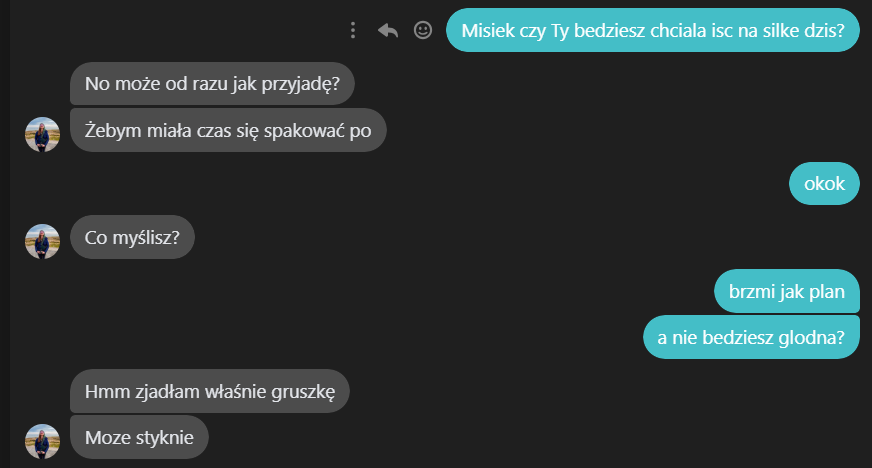 Misiek czy Ty bedziesz chciala isc na silke dzis?
No może od razu jak przyjadę?
Żebym miała czas się spakować po
okok
Co myślisz?
brzmi jak plan
a nie bedziesz glodna?
Hmm zjadłam właśnie gruszkę
Moze styknie